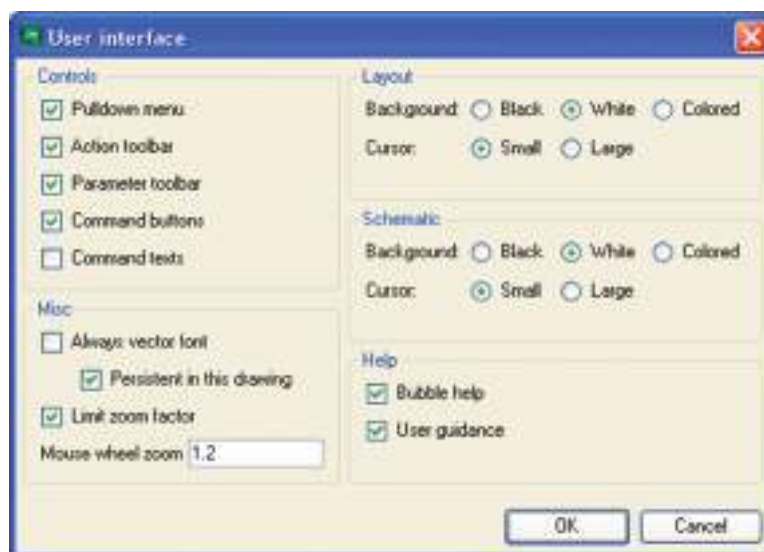 User interface
Controls
Pulldown menu
Action toolbar
Parameter toolbar
Command buttons
Command texts
Misc
Always vector font
Persistent in this drawing
Limit zoom factor
Mouse wheel zoom 1.2
Layout
Background: Black White Colored
Cursor: Small Large
Schematic
Background: Black White Colored
Cursor: Small Large
Help
Bubble help
User guidance
OK Cancel